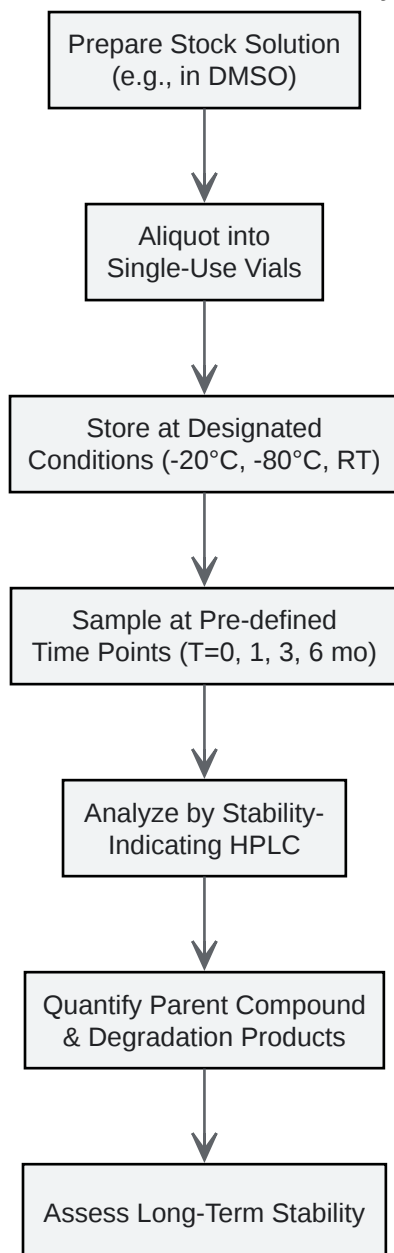 Prepare Stock Solution
(e.g., in DMSO)
Aliquot into
Single-Use Vials
Store at Designated
Conditions (-20°C, -80°C, RT)
Sample at Pre-defined
Time Points (T=0, 1, 3, 6 mo)
Analyze by Stability-
Indicating HPLC
Quantify Parent Compound
& Degradation Products
Assess Long-Term Stability